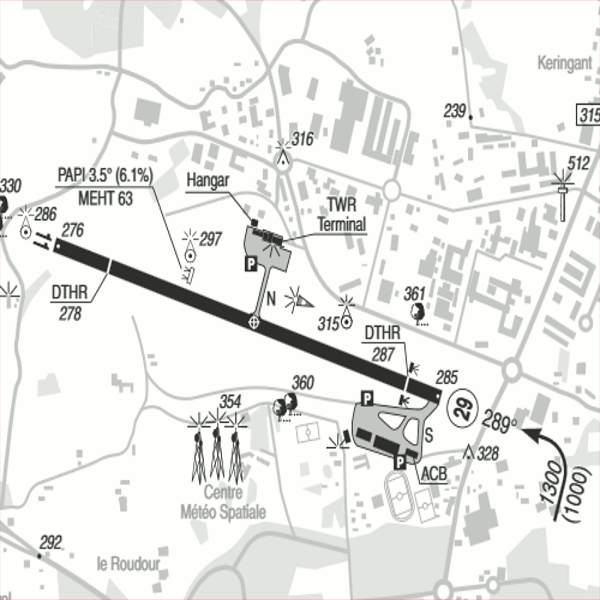 Keringant
239
315
316
512
PAPI 3.5° (6.1%)
MEHT 63
Hangar
TWR
Terminal
330
286
11
276
297
P
DTHR
278
N
315
361
DTHR
287
285
360
P
29
289°
354
S
328
P
ACB
1300
(1000)
Centre
Météo Spatiale
292
le Roudour